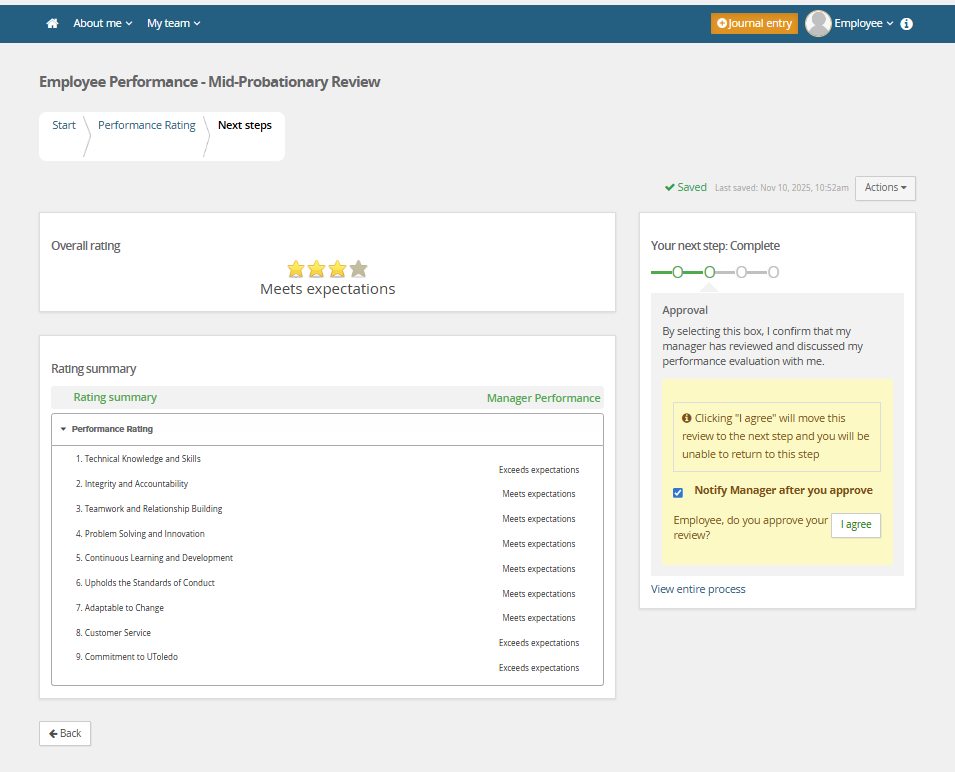 About me My team Journal entry Employee
Employee Performance - Mid-Probationary Review
Start Performance Rating Next steps
Saved Last saved: Nov 10, 2025, 10:52am Actions
Overall rating
Meets expectations
Rating summary
Rating summary Manager Performance
Performance Rating
1. Technical Knowledge and Skills
Exceeds expectations
2. Integrity and Accountability
Meets expectations
3. Teamwork and Relationship Building
Meets expectations
4. Problem Solving and Innovation
Meets expectations
5. Continuous Learning and Development
Meets expectations
6. Upholds the Standards of Conduct
Meets expectations
7. Adaptable to Change
Meets expectations
8. Customer Service
Exceeds expectations
9. Commitment to UToledo
Exceeds expectations
Your next step: Complete
Approval
By selecting this box, I confirm that my
manager has reviewed and discussed my
performance evaluation with me.
Clicking "I agree" will move this
review to the next step and you will be
unable to return to this step
Notify Manager after you approve
Employee, do you approve your
review?
I agree
View entire process
Back